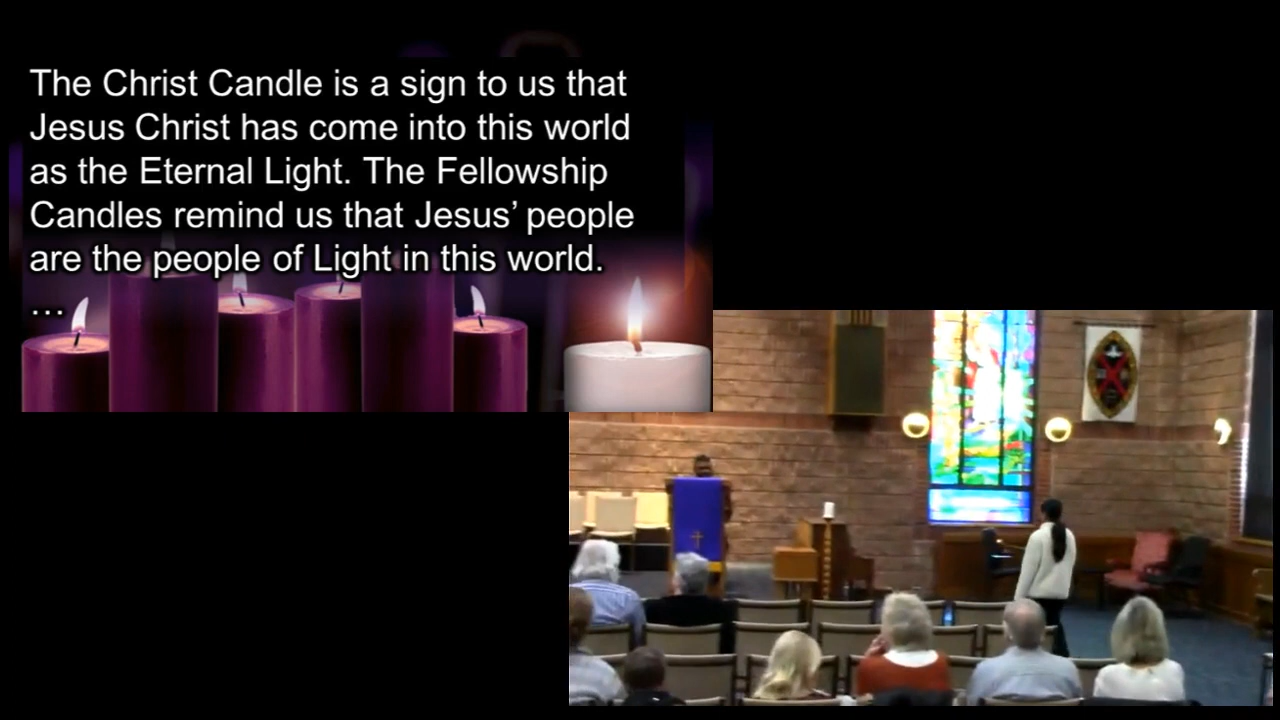 The Christ Candle is a sign to us that
Jesus Christ has come into this world
as the Eternal Light. The Fellowship
Candles remind us that Jesus’ people
are the people of Light in this world.
…